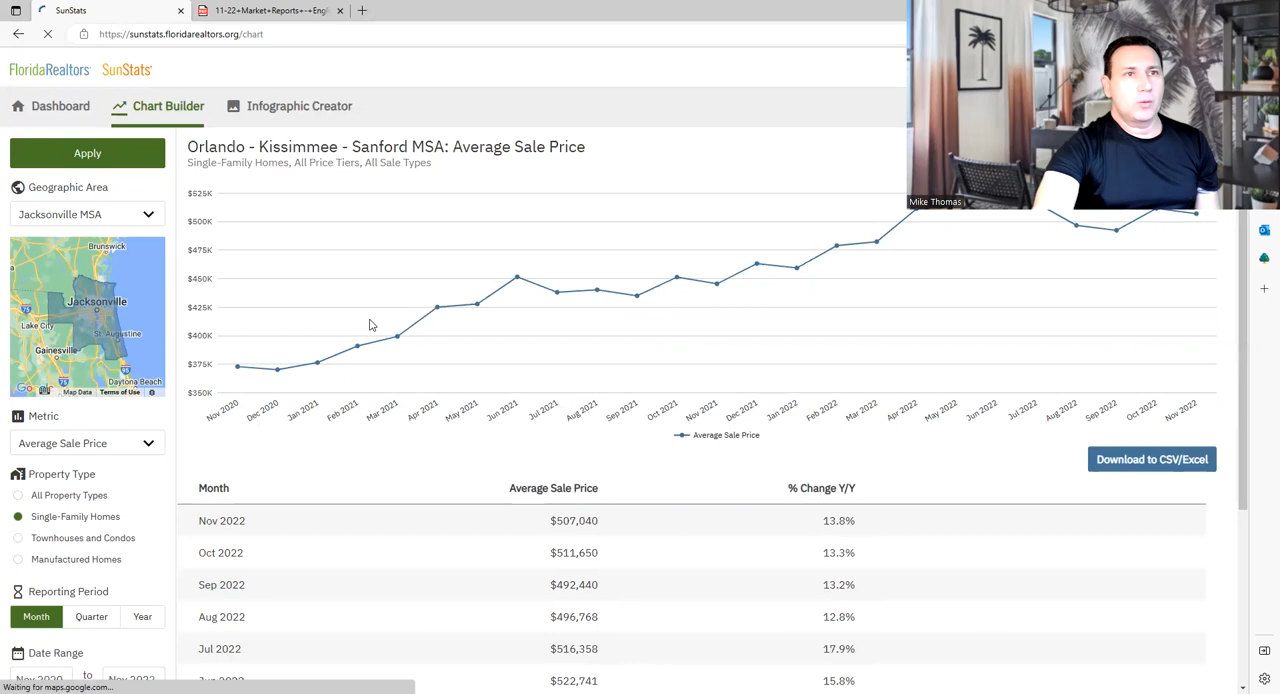 SunStats
11-22+Market+Reports+-+Engl
https://sunstats.floridarealtors.org/chart
FloridaRealtors SunStats
Dashboard
Chart Builder
Infographic Creator
Apply
Geographic Area
Jacksonville MSA
Brunswick
Jacksonville
Lake City
St. Augustine
Gainesville
Daytona Beach
Map Data Terms of Use
Metric
Average Sale Price
Property Type
All Property Types
Single-Family Homes
Townhouses and Condos
Manufactured Homes
Reporting Period
Month Quarter Year
Date Range
Nov 2020 to Nov 2022
Waiting for maps.google.com...
Orlando - Kissimmee - Sanford MSA: Average Sale Price
Single-Family Homes, All Price Tiers, All Sale Types
$525K
$500K
$475K
$450K
$425K
$400K
$375K
$350K
Nov 2020 Dec 2020 Jan 2021 Feb 2021 Mar 2021 Apr 2021 May 2021 Jun 2021 Jul 2021 Aug 2021 Sep 2021 Oct 2021 Nov 2021 Dec 2021 Jan 2022 Feb 2022 Mar 2022 Apr 2022 May 2022 Jun 2022 Jul 2022 Aug 2022 Sep 2022 Oct 2022 Nov 2022
Average Sale Price
Download to CSV/Excel
Month Average Sale Price % Change Y/Y
Nov 2022 $507,040 13.8%
Oct 2022 $511,650 13.3%
Sep 2022 $492,440 13.2%
Aug 2022 $496,768 12.8%
Jul 2022 $516,358 17.9%
Jun 2022 $522,741 15.8%
Mike Thomas